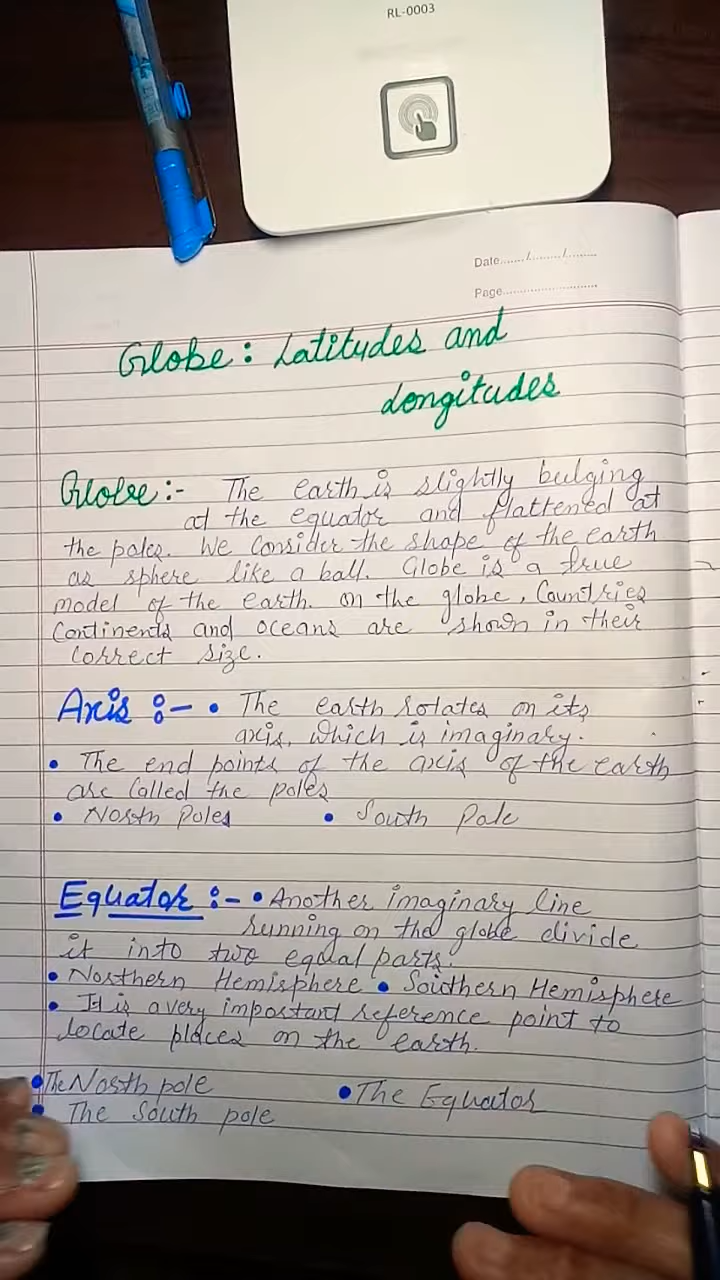 RL-0003
Date......./........./.........
Page...........................
Globe: Latitudes and
Longitudes
Globe:- The earth is slightly bulging
at the equator and flattened at
the poles. We consider the shape of the earth
as sphere like a ball. Globe is a true
model of the earth. on the globe, Countries
Continents and oceans are shown in their
correct size.
Axis :- • The earth rotates on its
axis, which is imaginary.
• The end points of the axis of the earth
are called the poles
• North Poles • South Pole
Equator :- • Another imaginary line
running on the globe divide
it into two equal parts.
• Northern Hemisphere • Southern Hemisphere
• It is a very important reference point to
locate places on the earth.
• The North pole • The Equator
• The South pole